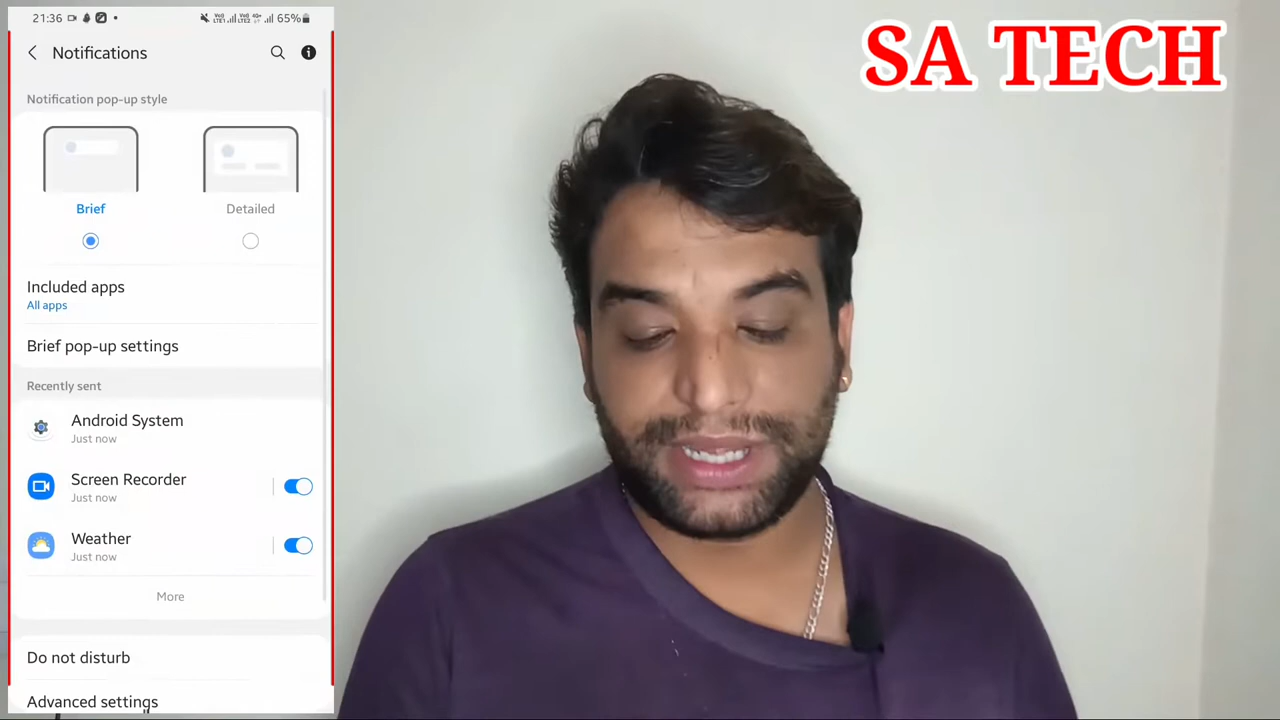 21:36
65%
Notifications
Notification pop-up style
Brief
Detailed
Included apps
All apps
Brief pop-up settings
Recently sent
Android System
Just now
Screen Recorder
Just now
Weather
Just now
More
Do not disturb
Advanced settings
SA TECH